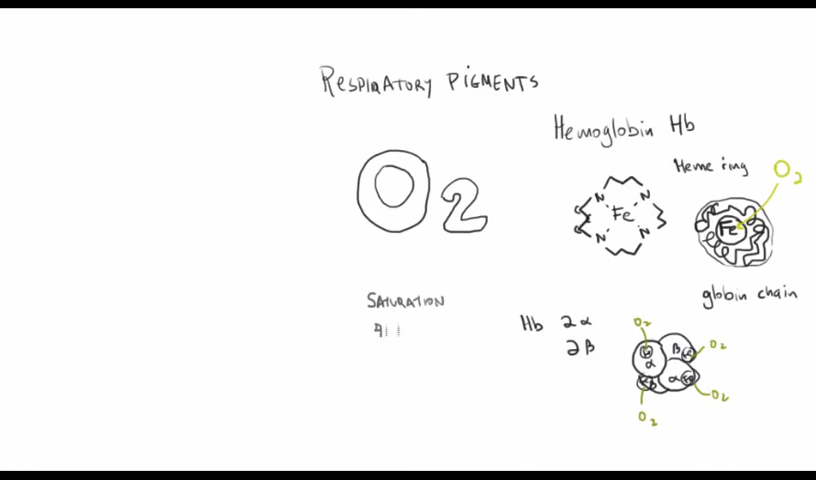 RESPIRATORY PIGMENTS
Hemoglobin Hb
O2
Heme ring
O2
N N
Fe
N N
Fe
globin chain
SATURATION
Hb 2α
2β
O2
β
O2
α
α Fe
β
O2
O2